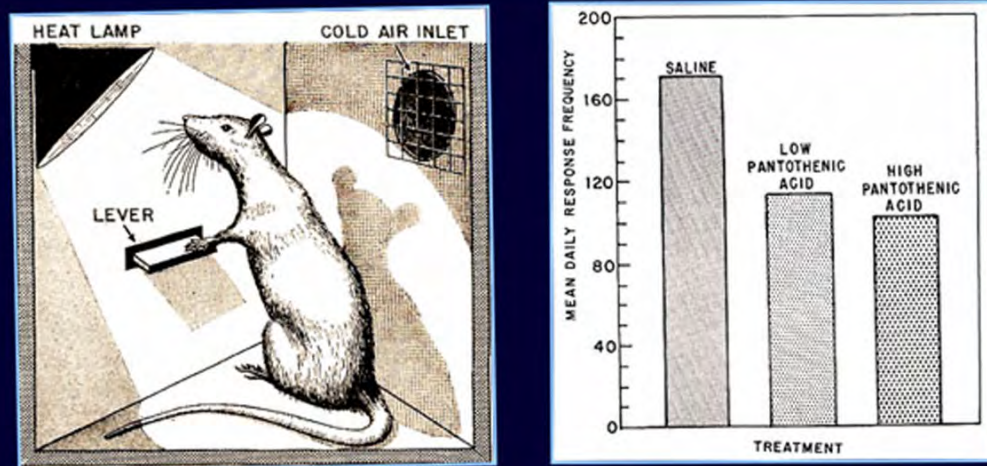 HEAT LAMP
COLD AIR INLET
LEVER
MEAN DAILY RESPONSE FREQUENCY
200
160
120
80
40
0
SALINE
LOW
PANTOTHENIC
ACID
HIGH
PANTOTHENIC
ACID
TREATMENT